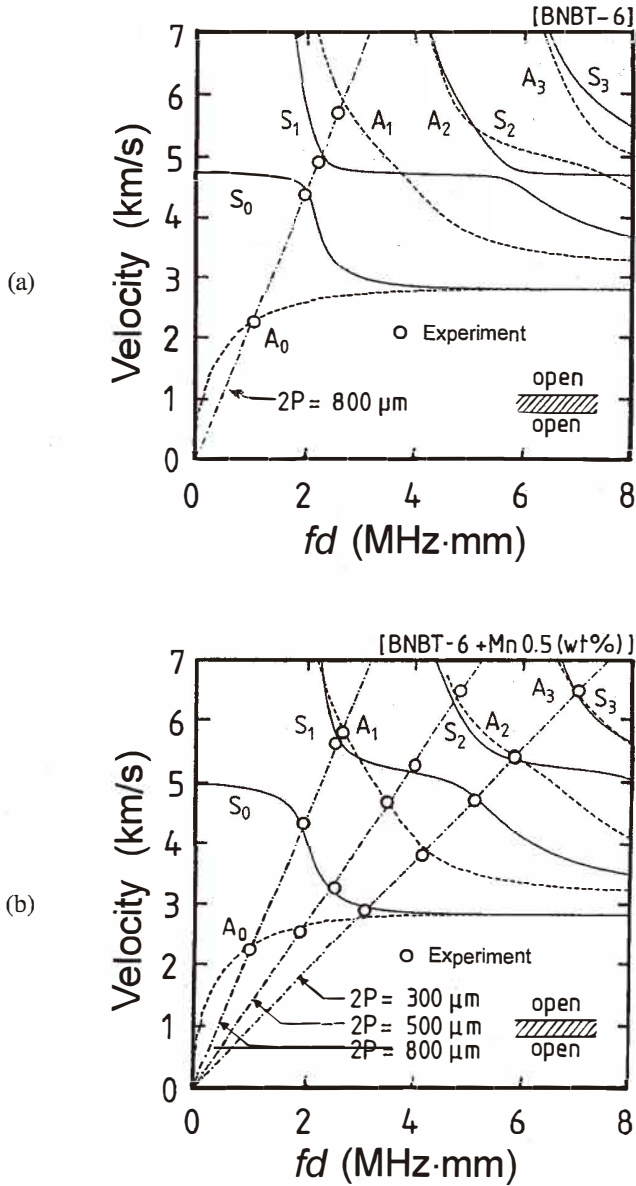 [BNBT-6]
(a)
Velocity (km/s)
7
6
5
4
3
2
1
0
S1
A1
A2
S2
A3
S3
S0
A0
Experiment
2P = 800 μm
open
open
0
2
4
6
8
fd (MHz·mm)
[BNBT-6 +Mn 0.5 (wt%) ]
(b)
Velocity (km/s)
7
6
5
4
3
2
1
0
S1
A1
S2
A2
A3
S3
S0
A0
Experiment
2P = 300 μm
2P = 500 μm
2P = 800 μm
open
open
0
2
4
6
8
fd (MHz·mm)